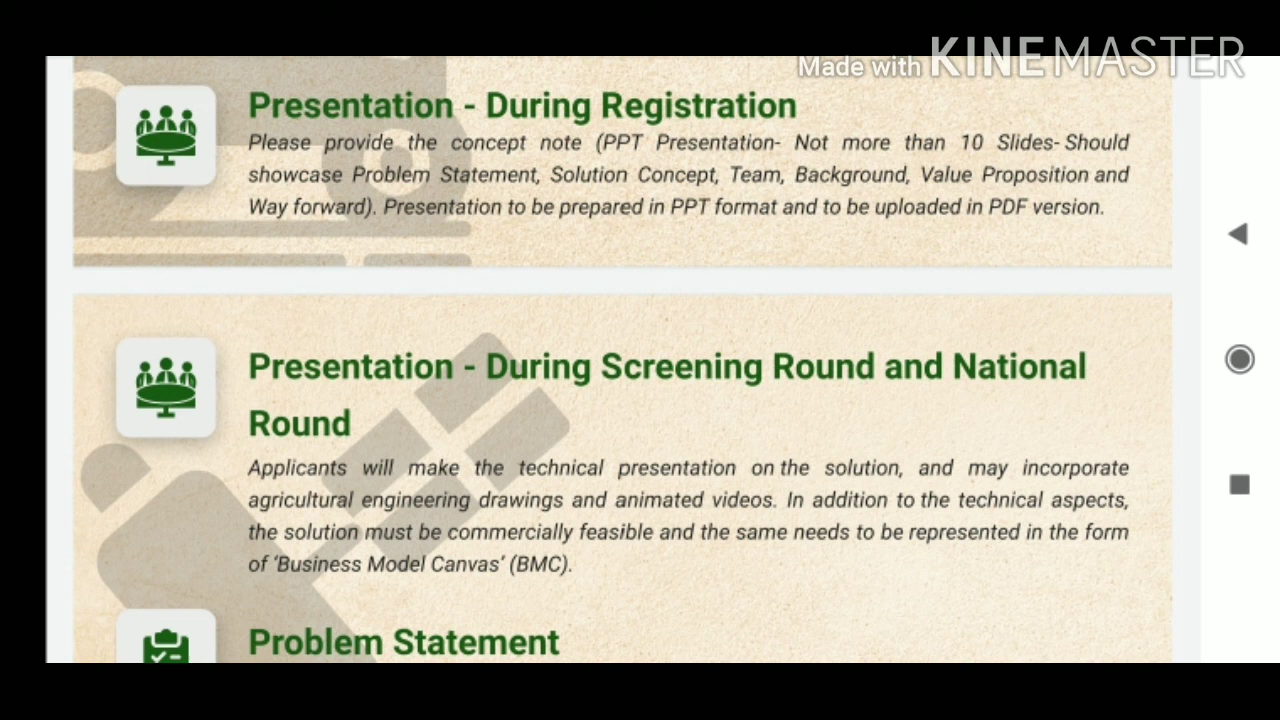 Made with KINEMASTER
Presentation - During Registration
Please provide the concept note (PPT Presentation- Not more than 10 Slides- Should
showcase Problem Statement, Solution Concept, Team, Background, Value Proposition and
Way forward). Presentation to be prepared in PPT format and to be uploaded in PDF version.
Presentation - During Screening Round and National
Round
Applicants will make the technical presentation on the solution, and may incorporate
agricultural engineering drawings and animated videos. In addition to the technical aspects,
the solution must be commercially feasible and the same needs to be represented in the form
of ‘Business Model Canvas’ (BMC).
Problem Statement